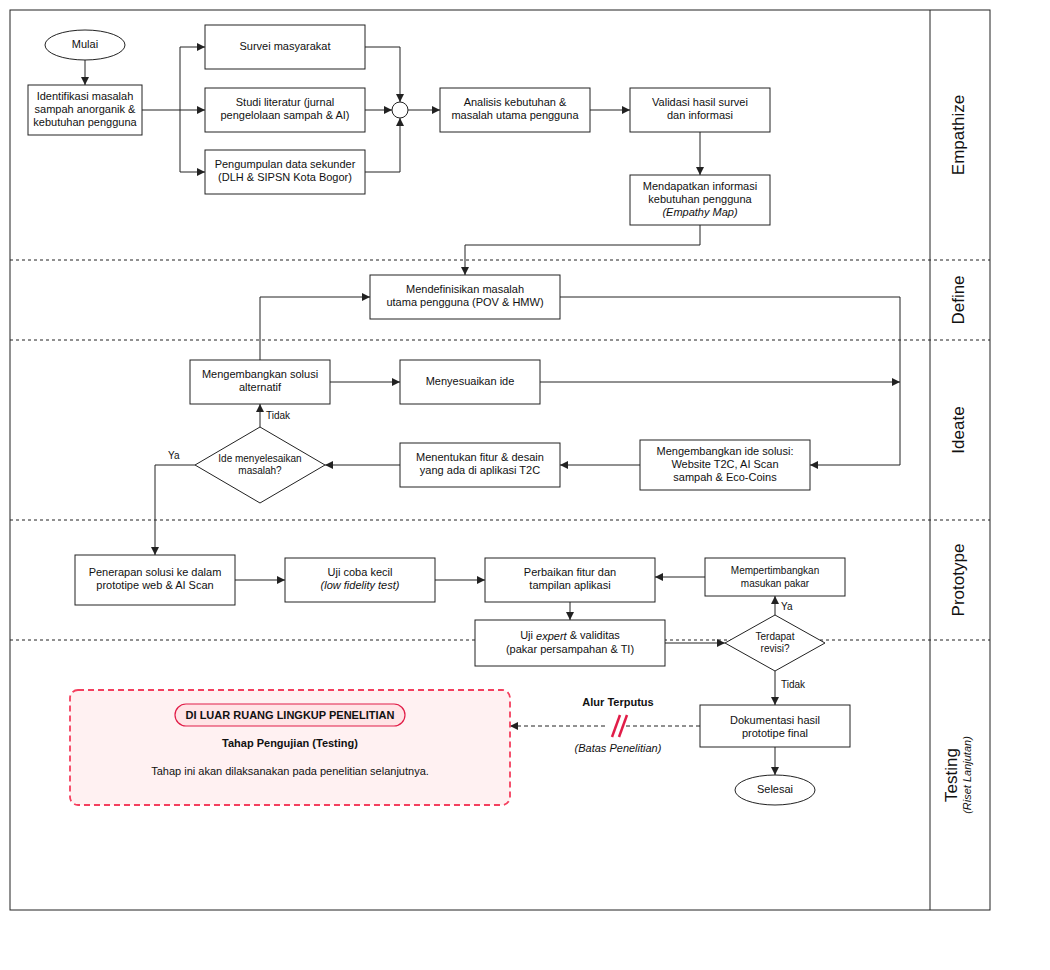 Mulai
Identifikasi masalah
sampah anorganik &
kebutuhan pengguna
Survei masyarakat
Studi literatur (jurnal
pengelolaan sampah & AI)
Pengumpulan data sekunder
(DLH & SIPSN Kota Bogor)
Analisis kebutuhan &
masalah utama pengguna
Validasi hasil survei
dan informasi
Mendapatkan informasi
kebutuhan pengguna
(Empathy Map)
Empathize
Mendefinisikan masalah
utama pengguna (POV & HMW)
Define
Mengembangkan solusi
alternatif
Menyesuaikan ide
Tidak
Ya
Ide menyelesaikan
masalah?
Menentukan fitur & desain
yang ada di aplikasi T2C
Mengembangkan ide solusi:
Website T2C, AI Scan
sampah & Eco-Coins
Ideate
Penerapan solusi ke dalam
prototipe web & AI Scan
Uji coba kecil
(low fidelity test)
Perbaikan fitur dan
tampilan aplikasi
Mempertimbangkan
masukan pakar
Ya
Uji expert & validitas
(pakar persampahan & TI)
Terdapat
revisi?
Prototype
Tidak
DI LUAR RUANG LINGKUP PENELITIAN
Tahap Pengujian (Testing)
Tahap ini akan dilaksanakan pada penelitian selanjutnya.
Alur Terputus
(Batas Penelitian)
Dokumentasi hasil
prototipe final
Selesai
Testing
(Riset Lanjutan)